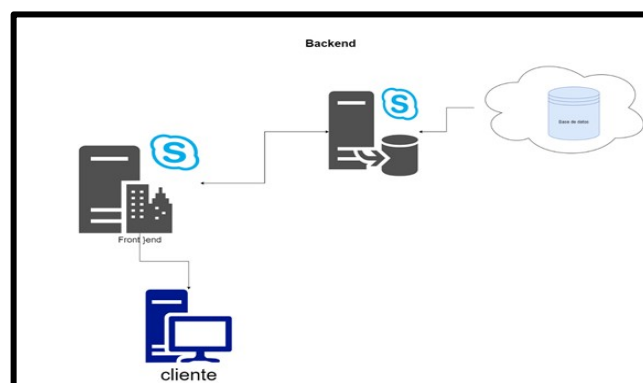 Backend
S
Base de datos
S
Front }end
cliente